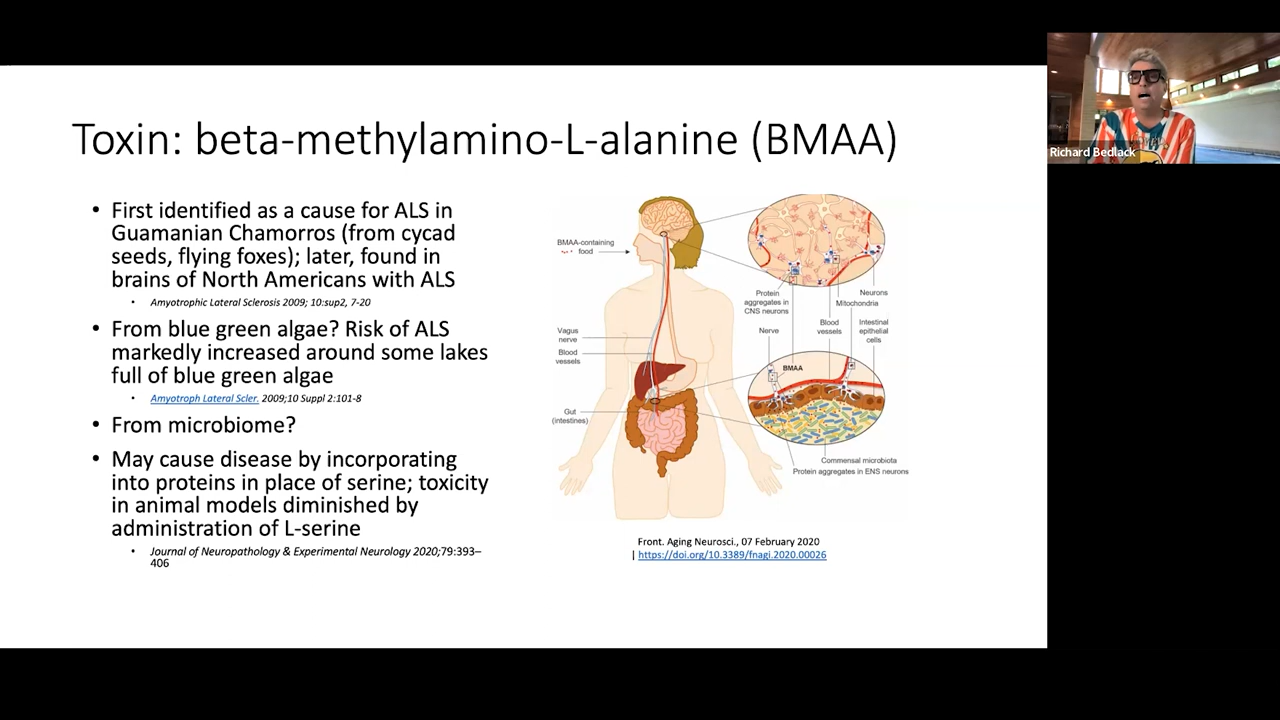 Toxin: beta-methylamino-L-alanine (BMAA)
• First identified as a cause for ALS in
Guamanian Chamorros (from cycad
seeds, flying foxes); later, found in
brains of North Americans with ALS
• Amyotrophic Lateral Sclerosis 2009; 10:sup2, 7-20
• From blue green algae? Risk of ALS
markedly increased around some lakes
full of blue green algae
• Amyotroph Lateral Scler. 2009;10 Suppl 2:101-8
• From microbiome?
• May cause disease by incorporating
into proteins in place of serine; toxicity
in animal models diminished by
administration of L-serine
• Journal of Neuropathology & Experimental Neurology 2020;79:393–
406
BMAA-containing
food
Vagus
nerve
Blood
vessels
Gut
(intestines)
Protein
aggregates in
CNS neurons
Neurons
Mitochondria
Nerve
Blood
vessels
Intestinal
epithelial
cells
BMAA
Commensal microbiota
Protein aggregates in ENS neurons
Front. Aging Neurosci., 07 February 2020
| https://doi.org/10.3389/fnagi.2020.00026
Richard Bedlack